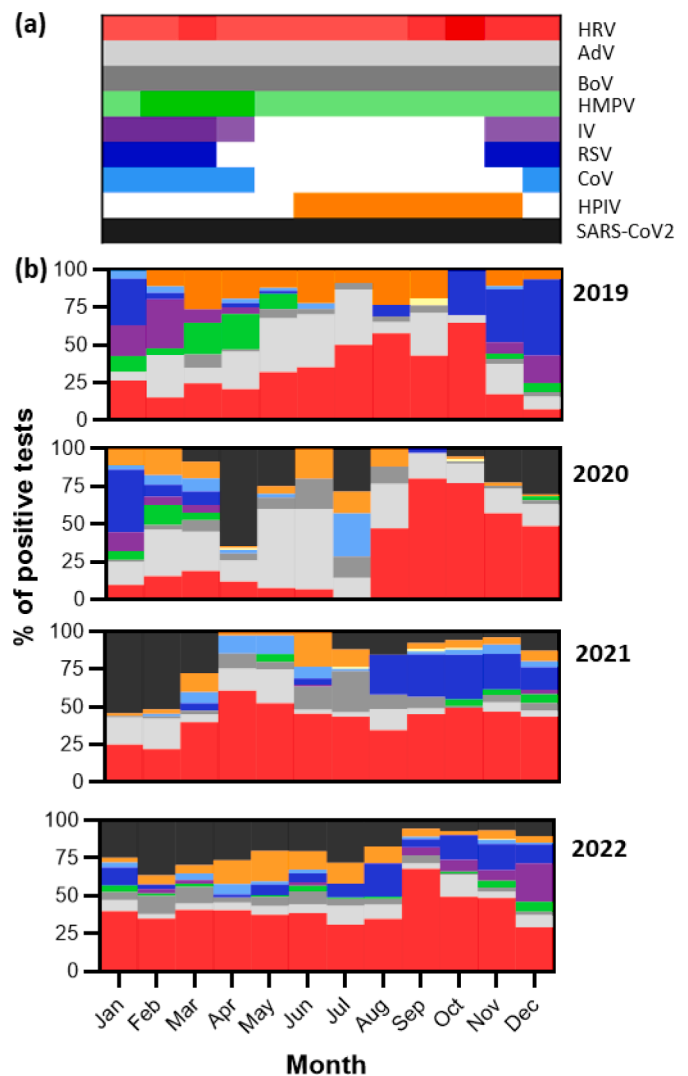 (a)
HRV
AdV
BoV
HMPV
IV
RSV
CoV
HPIV
SARS-CoV2
(b)
% of positive tests
100
75
50
25
0
2019
100
75
50
25
0
2020
100
75
50
25
0
2021
100
75
50
25
0
2022
Jan Feb Mar Apr May Jun Jul Aug Sep Oct Nov Dec
Month